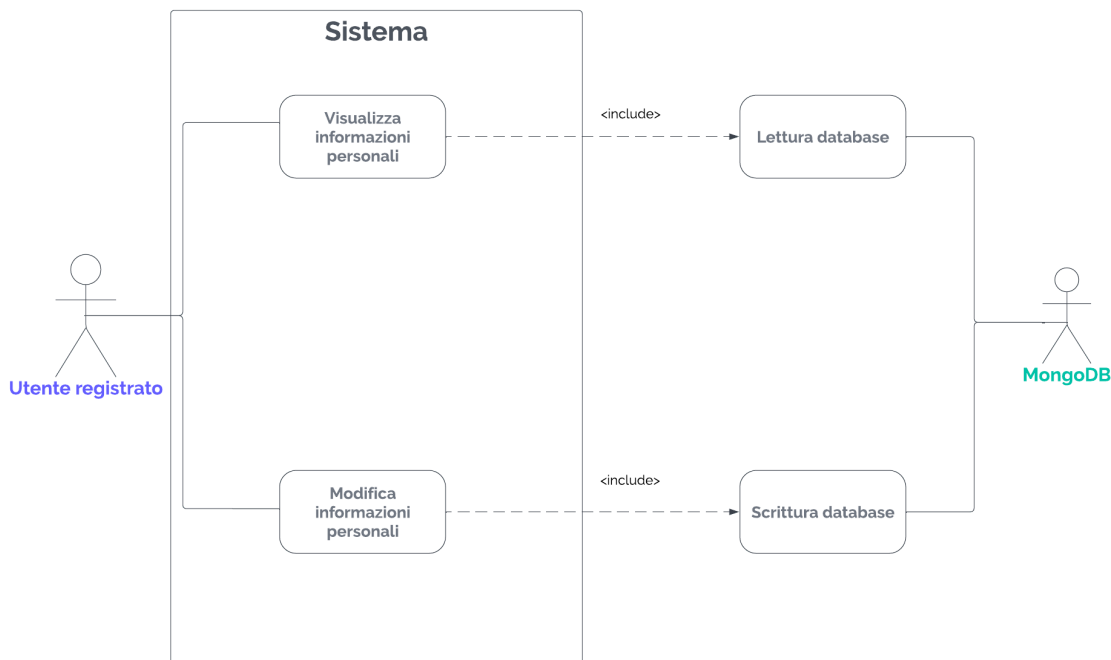 Sistema
Visualizza
informazioni
personali
<include>
Lettura database
Utente registrato
MongoDB
Modifica
informazioni
personali
<include>
Scrittura database